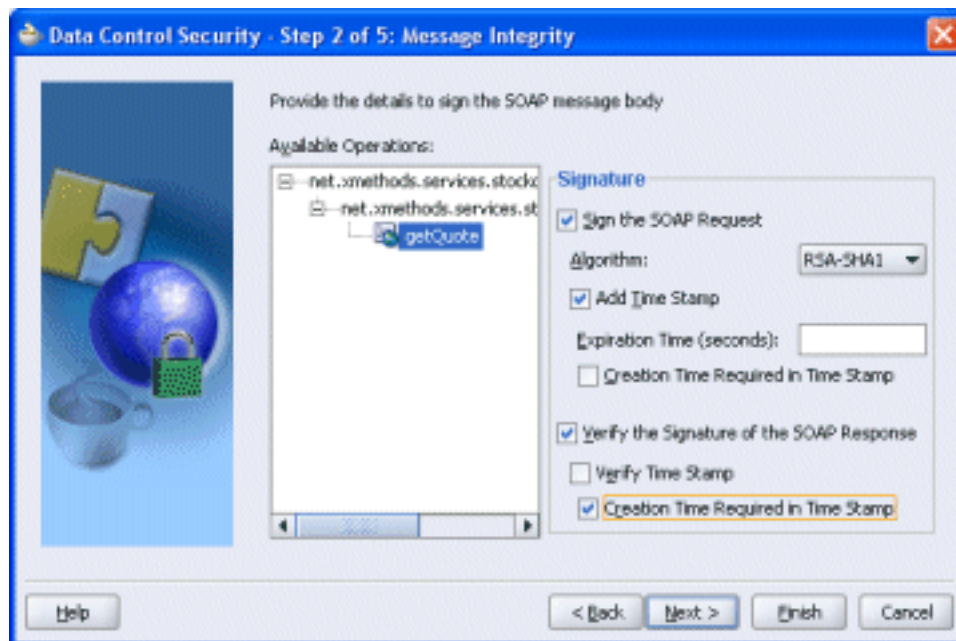 Data Control Security - Step 2 of 5: Message Integrity
Provide the details to sign the SOAP message body
Available Operations:
net.xmethods.services.stockq
net.xmethods.services.st
getQuote
Signature
Sign the SOAP Request
Algorithm:
RSA-SHA1
Add Time Stamp
Expiration Time (seconds):
Creation Time Required in Time Stamp
Verify the Signature of the SOAP Response
Verify Time Stamp
Creation Time Required in Time Stamp
Help
< Back
Next >
Finish
Cancel